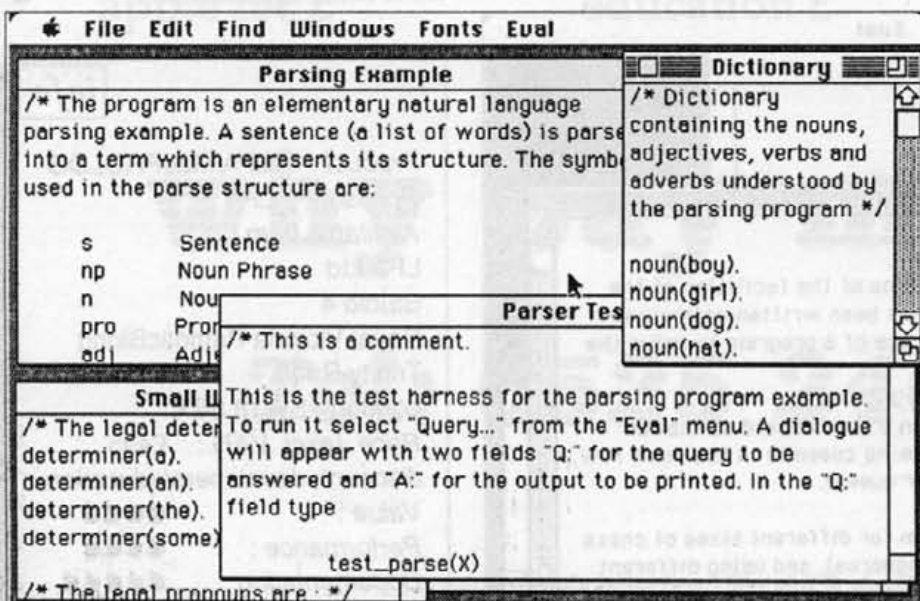 File Edit Find Windows Fonts Eval
Parsing Example
/* The program is an elementary natural language
parsing example. A sentence (a list of words) is parse
into a term which represents its structure. The symbo
used in the parse structure are:
s Sentence
np Noun Phrase
n Nou
pro Pron
adj Adje
Dictionary
/* Dictionary
containing the nouns,
adjectives, verbs and
adverbs understood by
the parsing program */
noun(boy).
noun(girl).
noun(dog).
noun(hat).
Small W
/* The legal deter
determiner(a).
determiner(an).
determiner(the).
determiner(some)
/* The legal pronouns are */
Parser Tes
/* This is a comment.
This is the test harness for the parsing program example.
To run it select "Query..." from the "Eval" menu. A dialogue
will appear with two fields "Q:" for the query to be
answered and "A:" for the output to be printed. In the "Q:"
field type
test_parse(X)